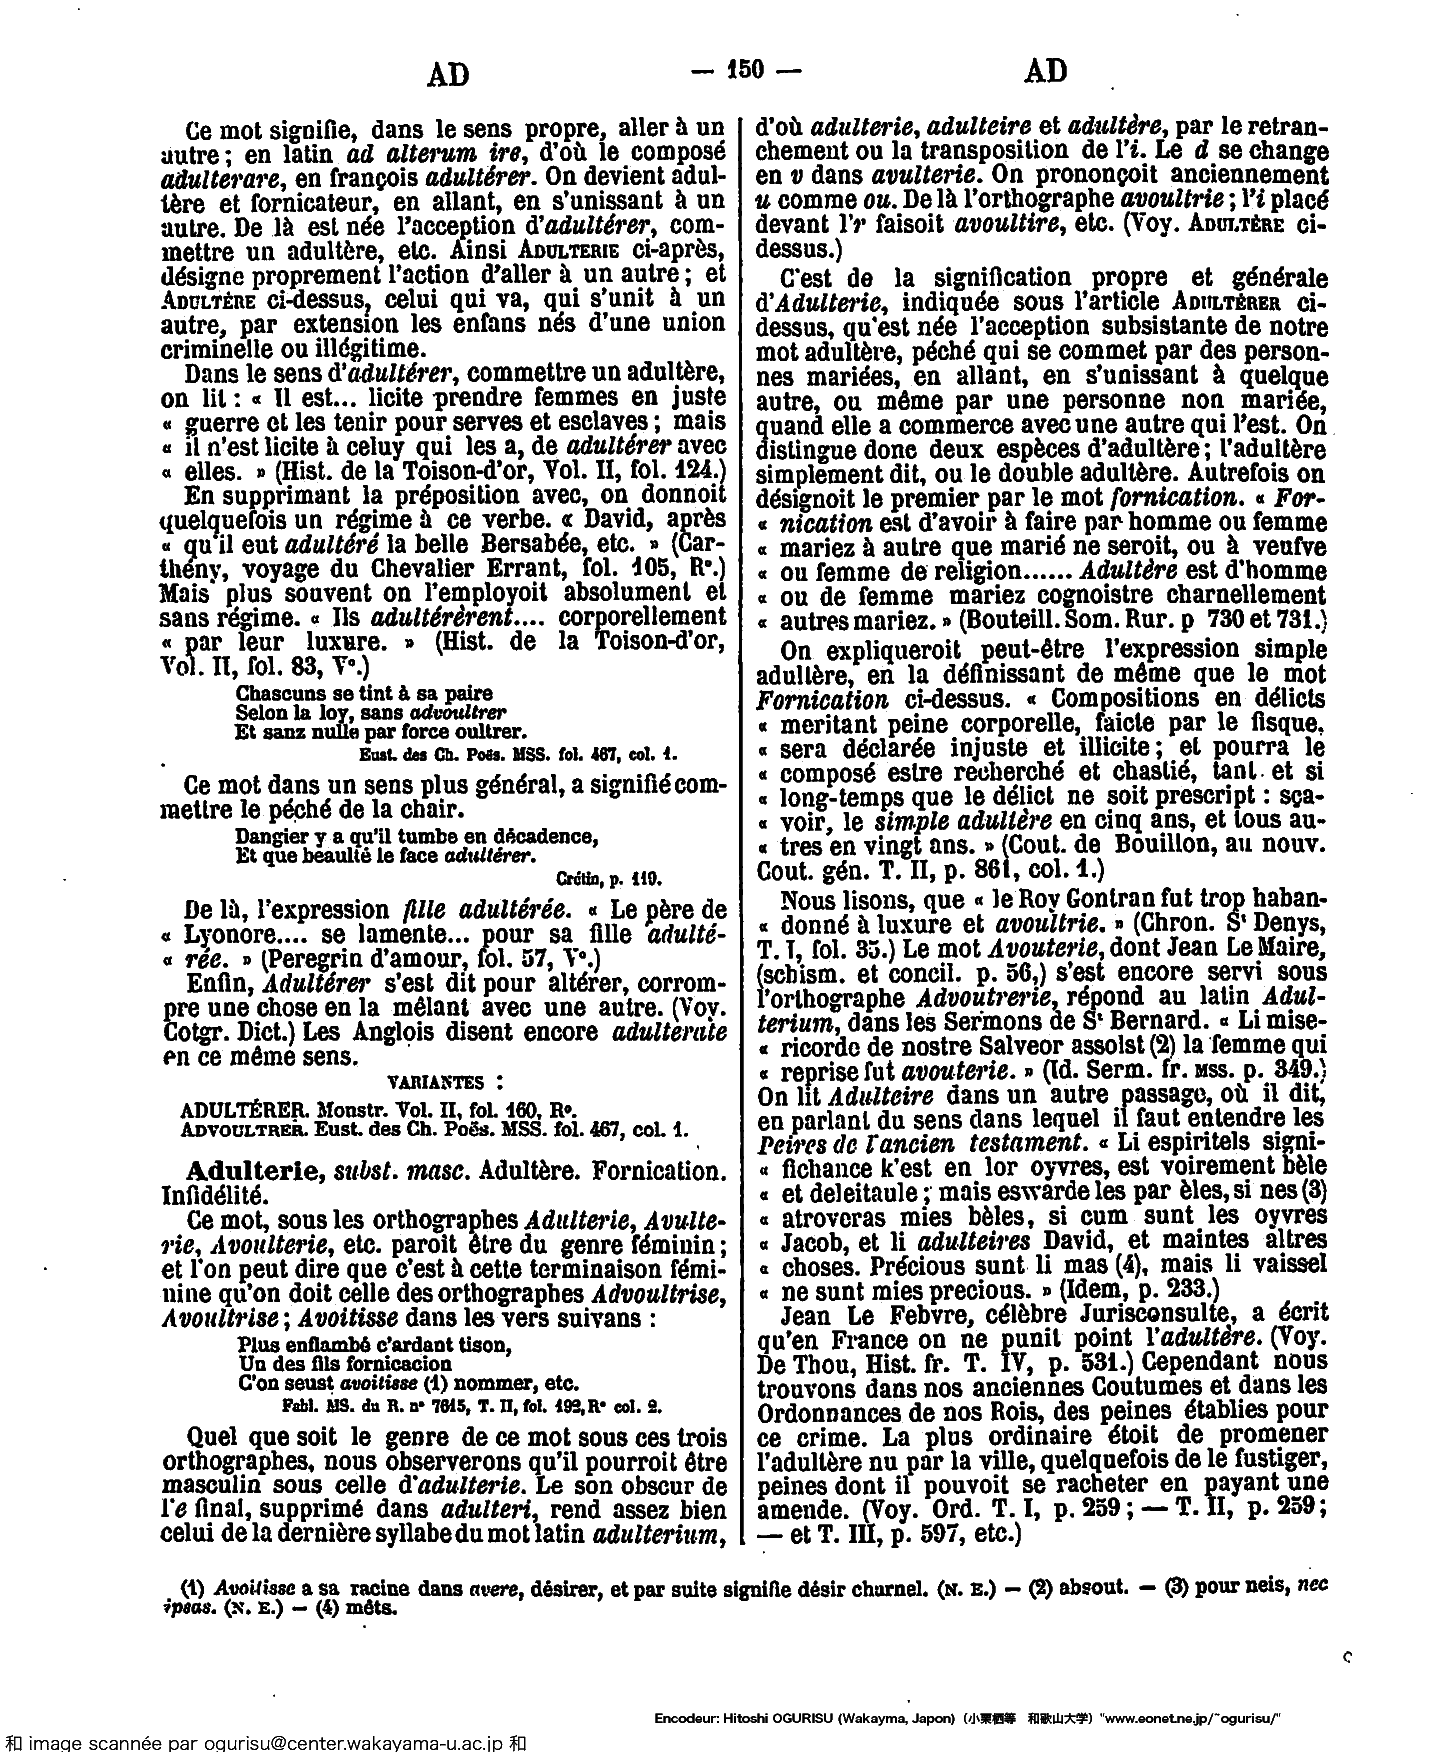 AD — 150 — AD
Ce mot signifie, dans le sens propre, aller à un
autre ; en latin ad alterum ire, d'où le composé
adulterare, en françois adultérer. On devient adul-
tère et fornicateur, en allant, en s'unissant à un
autre. De là est née l'acception d'adultérer, com-
mettre un adultère, etc. Ainsi ADULTERIE ci-après,
désigne proprement l'action d'aller à un autre ; et
ADULTÈRE ci-dessus, celui qui va, qui s'unit à un
autre, par extension les enfans nés d'une union
criminelle ou illégitime.
Dans le sens d'adultérer, commettre un adultère,
on lit : « Il est... licite prendre femmes en juste
« guerre et les tenir pour serves et esclaves ; mais
« il n'est licite à celuy qui les a, de adultérer avec
« elles. » (Hist. de la Toison-d'or, Vol. II, fol. 124.)
En supprimant la préposition avec, on donnoit
quelquefois un régime à ce verbe. « David, après
« qu'il eut adultéré la belle Bersabée, etc. » (Car-
theny, voyage du Chevalier Errant, fol. 105, R°.)
Mais plus souvent on l'employoit absolument et
sans régime. « Ils adultérèrent.... corporellement
« par leur luxure. » (Hist. de la Toison-d'or,
Vol. II, fol. 83, V°.)
Chascuns se tint à sa paire
Selon la loy, sans advoultrer
Et sanz nulle par force oultrer.
Eust. des Ch. Poës. MSS. fol. 467, col. 1.
Ce mot dans un sens plus général, a signifié com-
mettre le péché de la chair.
Dangier y a qu'il tumbe en décadence,
Et que beaulté le face adultérer.
Crétin, p. 119.
De là, l'expression fille adultérée. « Le père de
« Lyonore.... se lamente... pour sa fille adulté-
« rée. » (Peregrin d'amour, fol. 57, V°.)
Enfin, Adultérer s'est dit pour altérer, corrom-
pre une chose en la mêlant avec une autre. (Voy.
Cotgr. Dict.) Les Anglois disent encore adulterate
en ce même sens.
VARIANTES :
ADULTÉRER. Monstr. Vol. II, fol. 160, R°.
ADVOULTRER. Eust. des Ch. Poës. MSS. fol. 467, col. 1.
Adulterie, subst. masc. Adultère. Fornication.
Infidélité.
Ce mot, sous les orthographes Adulterie, Avulte-
rie, Avoulterie, etc. paroit être du genre féminin ;
et l'on peut dire que c'est à cette terminaison fémi-
nine qu'on doit celle des orthographes Advoultrise,
Avoultrise ; Avoitisse dans les vers suivans :
Plus enflambé c'ardant tison,
Un des fils fornicacion
C'on seust avoitisse (1) nommer, etc.
Fabl. MS. du R. n° 7615, T. II, fol. 192, R° col. 2.
Quel que soit le genre de ce mot sous ces trois
orthographes, nous observerons qu'il pourroit être
masculin sous celle d'adulterie. Le son obscur de
l'e final, supprimé dans adulteri, rend assez bien
celui de la dernière syllabe du mot latin adulterium,
d'où adulterie, adulteire et adultère, par le retran-
chement ou la transposition de l'i. Le d se change
en v dans avulterie. On prononçoit anciennement
u comme ou. De là l'orthographe avoultrie ; l'i placé
devant l'r faisoit avoultire, etc. (Voy. ADULTÈRE ci-
dessus.)
C'est de la signification propre et générale
d'Adulterie, indiquée sous l'article ADULTÉRER ci-
dessus, qu'est née l'acception subsistante de notre
mot adultère, péché qui se commet par des person-
nes mariées, en allant, en s'unissant à quelque
autre, ou même par une personne non mariée,
quand elle a commerce avec une autre qui l'est. On
distingue donc deux espèces d'adultère ; l'adultère
simplement dit, ou le double adultère. Autrefois on
désignoit le premier par le mot fornication. « For-
« nication est d'avoir à faire par homme ou femme
« mariez à autre que marié ne seroit, ou à veufve
« ou femme de religion...... Adultère est d'homme
« ou de femme mariez cognoistre charnellement
« autres mariez. » (Bouteill. Som. Rur. p 730 et 731.)
On expliqueroit peut-être l'expression simple
adultère, en la définissant de même que le mot
Fornication ci-dessus. « Compositions en délicts
« meritant peine corporelle, faicte par le fisque,
« sera déclarée injuste et illicite ; et pourra le
« composé estre recherché et chastié, tant et si
« long-temps que le délict ne soit prescript : sça-
« voir, le simple adultère en cinq ans, et tous au-
« tres en vingt ans. » (Cout. de Bouillon, au nouv.
Cout. gén. T. II, p. 861, col. 1.)
Nous lisons, que « le Roy Gontran fut trop haban-
« donné à luxure et avoultrie. » (Chron. St Denys,
T. I, fol. 35.) Le mot Avouterie, dont Jean Le Maire,
(schism. et concil. p. 56,) s'est encore servi sous
l'orthographe Advoutrerie, répond au latin Adul-
terium, dans les Sermons de St Bernard. « Li mise-
« ricorde de nostre Salveor assolst (2) la femme qui
« reprise fut avouterie. » (Id. Serm. fr. MSS. p. 349.)
On lit Adulteire dans un autre passage, où il dit,
en parlant du sens dans lequel il faut entendre les
Peires de l'ancien testament. « Li espiritels signi-
« fichance k'est en lor oyvres, est voirement bèle
« et deleitaule ; mais eswarde les par èles, si nes (3)
« atroveras mies bèles, si cum sunt les oyvres
« Jacob, et li adulteires David, et maintes altres
« choses. Précious sunt li mas (4), mais li vaissel
« ne sunt mies precious. » (Idem, p. 233.)
Jean Le Febvre, célèbre Jurisconsulte, a écrit
qu'en France on ne punit point l'adultère. (Voy.
De Thou, Hist. fr. T. IV, p. 531.) Cependant nous
trouvons dans nos anciennes Coutumes et dans les
Ordonnances de nos Rois, des peines établies pour
ce crime. La plus ordinaire étoit de promener
l'adultère nu par la ville, quelquefois de le fustiger,
peines dont il pouvoit se racheter en payant une
amende. (Voy. Ord. T. I, p. 259 ; — T. II, p. 259 ;
— et T. III, p. 597, etc.)
(1) Avoitisse a sa racine dans avere, désirer, et par suite signifie désir charnel. (N. E.) — (2) absout. — (3) pour neis, nec
ipsas. (N. E.) — (4) mêts.
Encodeur: Hitoshi OGURISU (Wakayma, Japon) (小栗栖等 和歌山大学) "www.eonet.ne.jp/~ogurisu/"
和 image scannée par ogurisu@center.wakayama-u.ac.jp 和